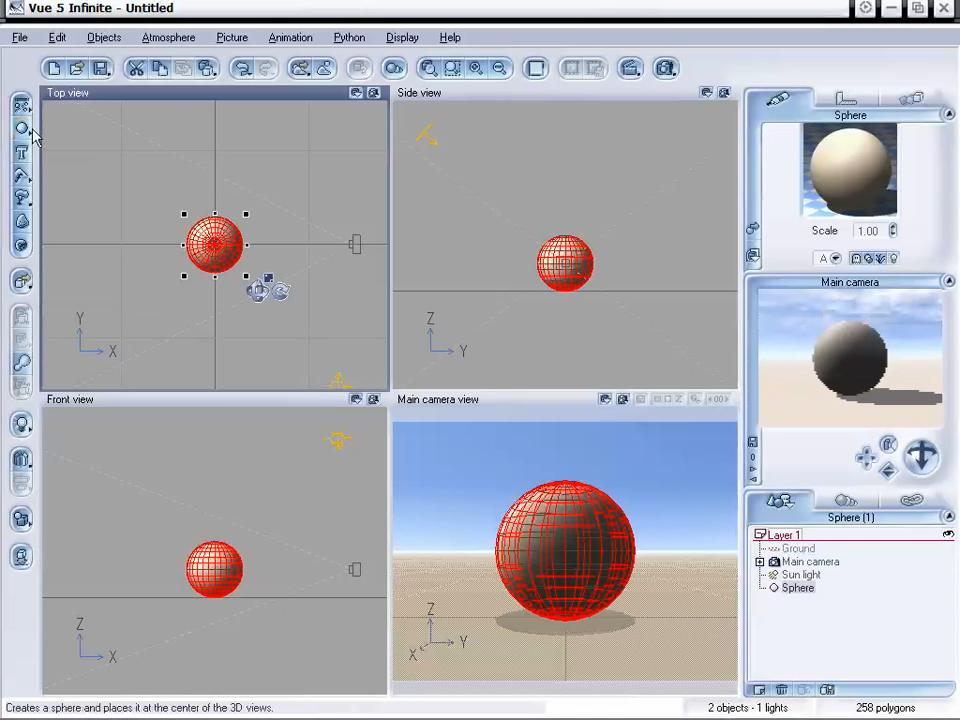 Vue 5 Infinite - Untitled
File Edit Objects Atmosphere Picture Animation Python Display Help
Top view
Side view
Sphere
Scale 1.00
A
Y
X
Z
Y
Main camera
Front view
Main camera view
Sphere (1)
Layer 1
Ground
Main camera
Sun light
Sphere
Z
X
Z
Y
X
Creates a sphere and places it at the center of the 3D views.
2 objects - 1 lights
258 polygons